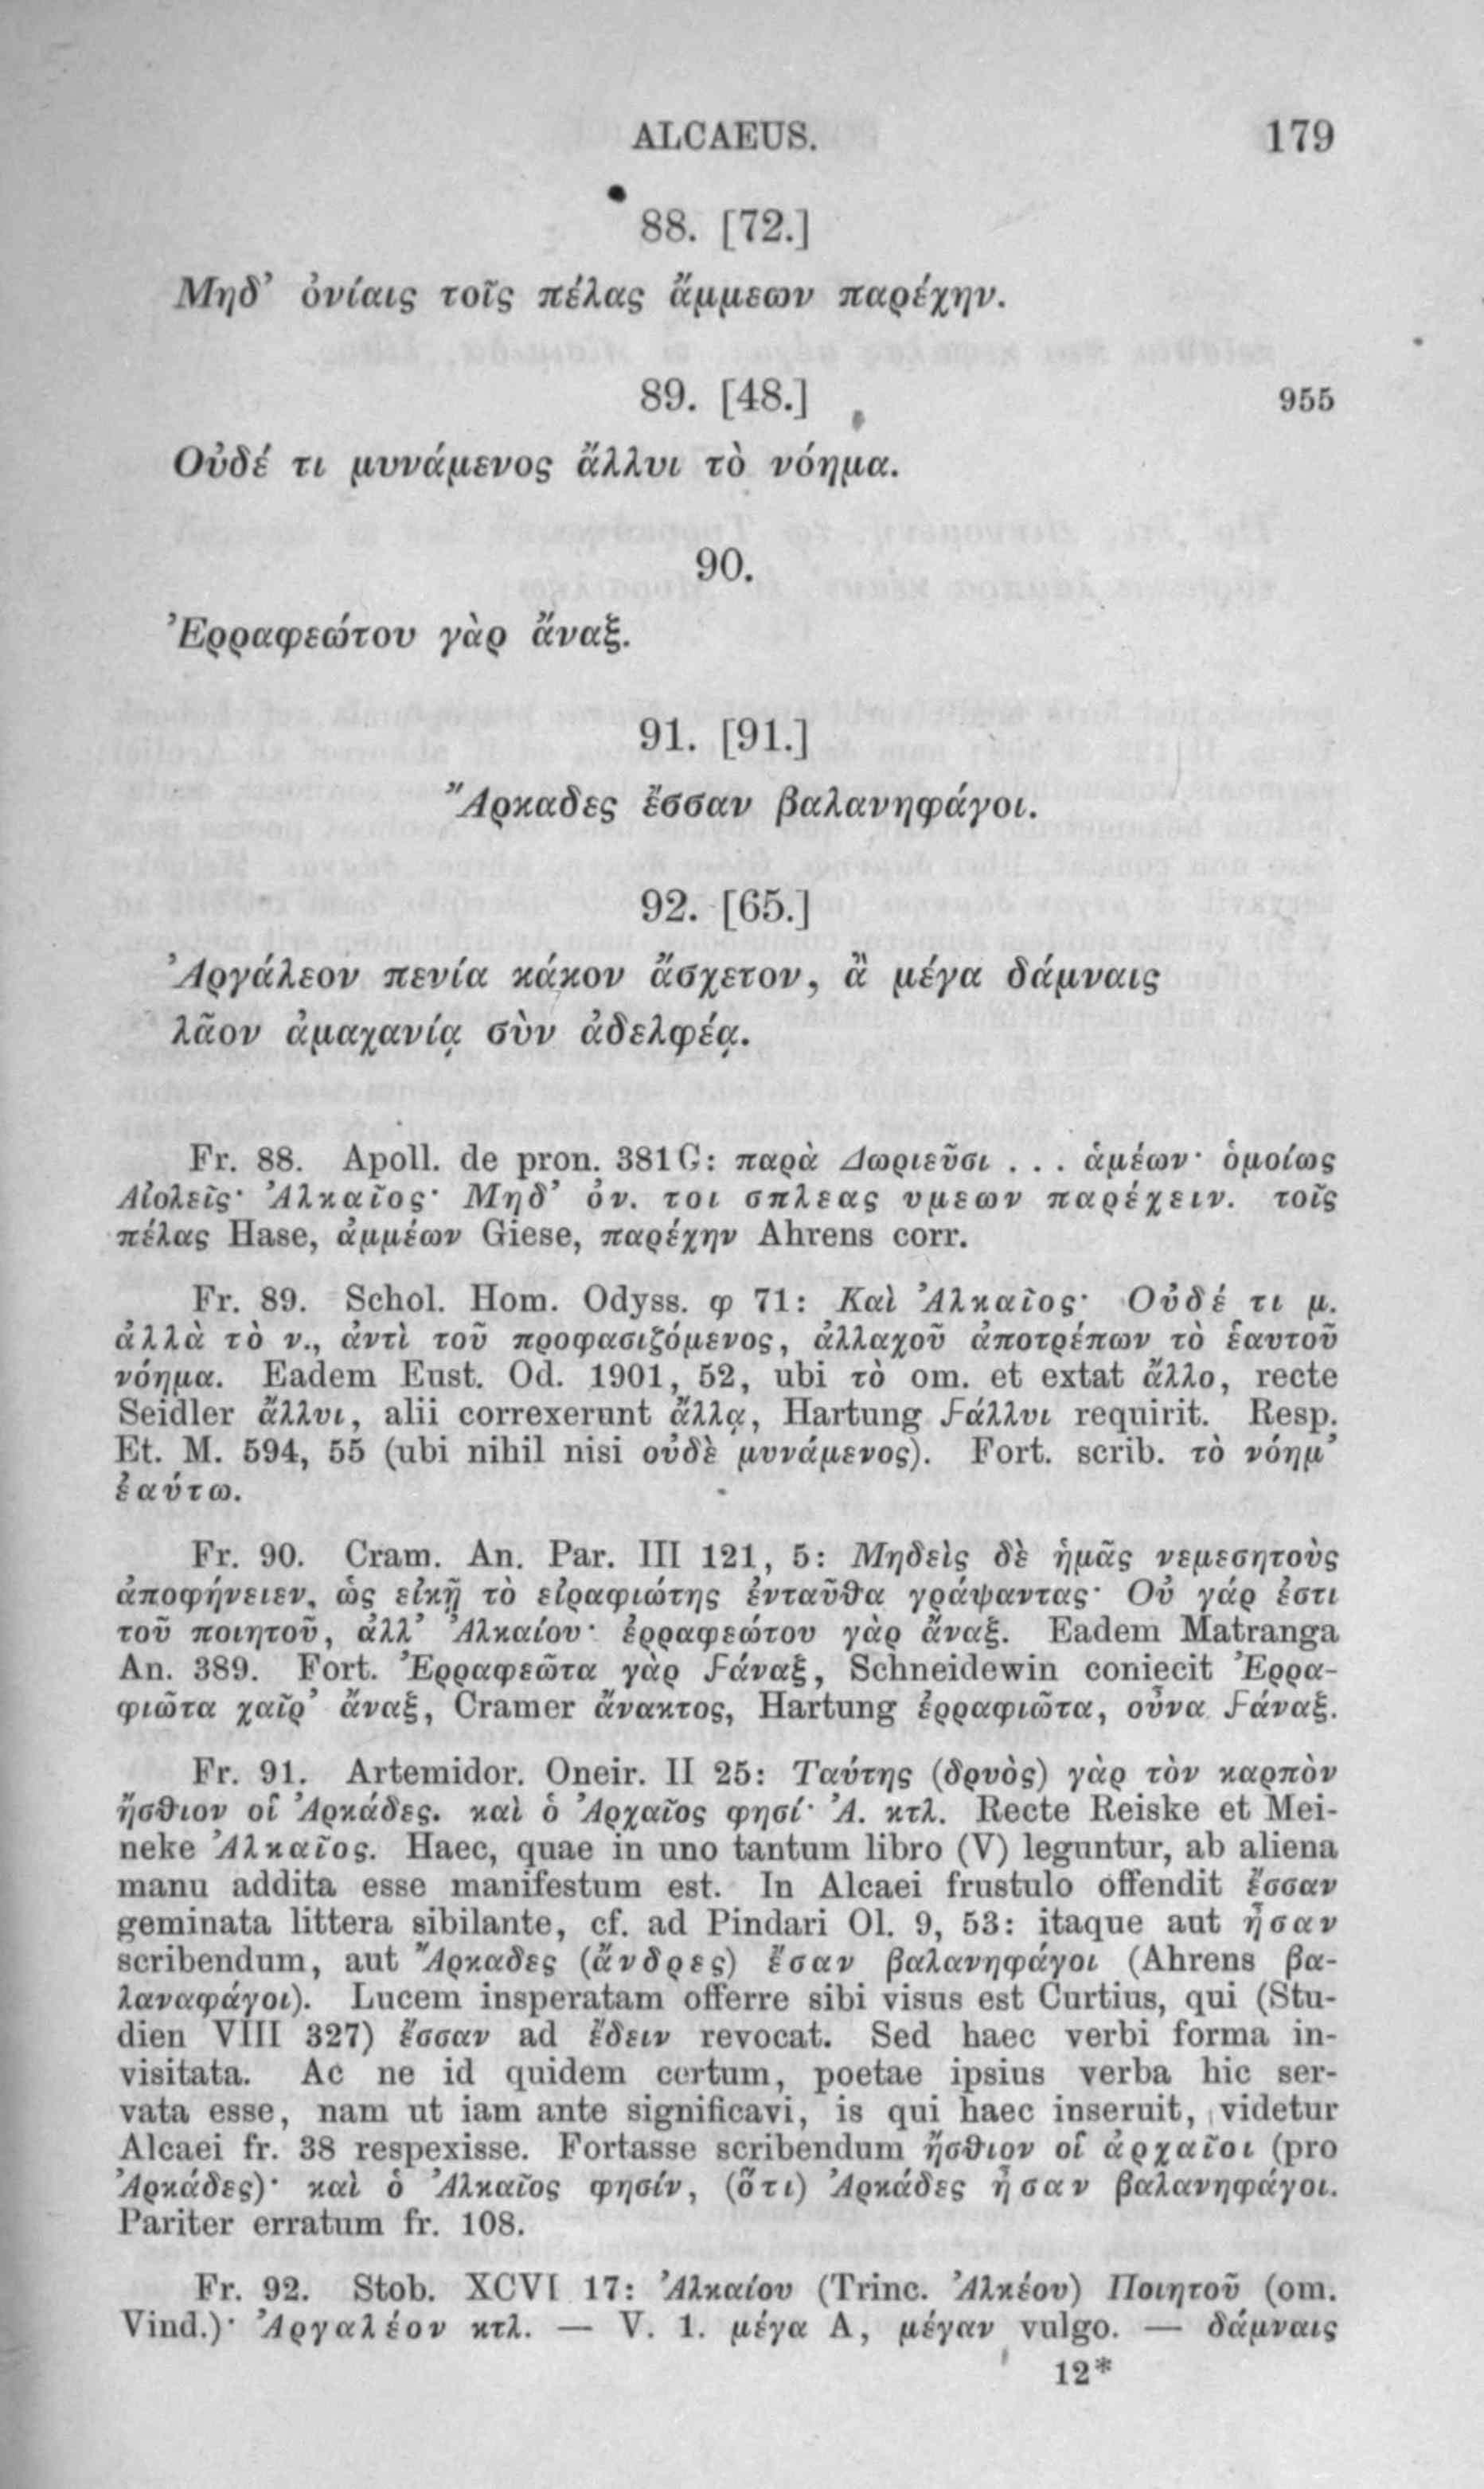 ALCAEUS. 179
88. [72.]
Μηδ’ ὀνίαις τοῖς πέλας ἄμμεων παρέχην.
89. [48.] 955
Οὐδέ τι μυνάμενος ἄλλυι τὸ νόημα.
90.
Ἐρραφεώτου γὰρ ἄναξ.
91. [91.]
Ἄρκαδες ἔσσαν βαλανηφάγοι.
92. [65.]
Ἀργάλεον πενία κάκον ἄσχετον, ἂ μέγα δάμναις
λᾶον ἀμαχανίᾳ σὺν ἀδελφέᾳ.
Fr. 88. Apoll. de pron. 381 C: παρὰ Δωριεῦσι . . . ἁμέων· ὁμοίως
Αἰολεῖς· Ἀλκαῖος· Μηδ’ ὀν. τοι σπλεας υμεων παρέχειν. τοῖς
πέλας Hase, ἀμμέων Giese, παρέχην Ahrens corr.
Fr. 89. Schol. Hom. Odyss. φ 71: Καὶ Ἀλκαῖος· Οὐδέ τι μ.
ἀλλὰ τὸ ν., ἀντὶ τοῦ προφασιζόμενος, ἀλλαχοῦ ἀποτρέπων τὸ ἑαυτοῦ
νόημα. Eadem Eust. Od. 1901, 52, ubi τὸ om. et extat ἄλλο, recte
Seidler ἄλλυι, alii correxerunt ἄλλᾳ, Hartung Ϝάλλυι requirit. Resp.
Et. M. 594, 55 (ubi nihil nisi οὐδὲ μυνάμενος). Fort. scrib. τὸ νόημ’
ἐαύτω.
Fr. 90. Cram. An. Par. III 121, 5: Μηδεὶς δὲ ἡμᾶς νεμεσητοὺς
ἀποφήνειεν, ὡς εἰκῇ τὸ εἰραφιώτης ἐνταῦθα γράψαντας· Οὐ γάρ ἐστι
τοῦ ποιητοῦ, ἀλλ’ Ἀλκαίου· ἐρραφεώτου γὰρ ἄναξ. Eadem Matranga
An. 389. Fort. Ἐρραφεῶτα γὰρ Ϝάναξ, Schneidewin coniecit Ἐρρα-
φιῶτα χαῖρ’ ἄναξ, Cramer ἄνακτος, Hartung ἐρραφιῶτα, οὖνα Ϝάναξ.
Fr. 91. Artemidor. Oneir. II 25: Ταύτης (δρυὸς) γὰρ τὸν καρπὸν
ἤσθιον οἱ Ἀρκάδες. καὶ ὁ Ἀρχαῖος φησί· Ἀ. κτλ. Recte Reiske et Mei-
neke Ἀλκαῖος. Haec, quae in uno tantum libro (V) leguntur, ab aliena
manu addita esse manifestum est. In Alcaei frustulo offendit ἔσσαν
geminata littera sibilante, cf. ad Pindari Ol. 9, 53: itaque aut ἦσαν
scribendum, aut Ἄρκαδες (ἄνδρες) ἔσαν βαλανηφάγοι (Ahrens βα-
λαναφάγοι). Lucem insperatam offerre sibi visus est Curtius, qui (Stu-
dien VIII 327) ἔσσαν ad ἔδειν revocat. Sed haec verbi forma in-
visitata. Ac ne id quidem certum, poetae ipsius verba hic ser-
vata esse, nam ut iam ante significavi, is qui haec inseruit, videtur
Alcaei fr. 38 respexisse. Fortasse scribendum ἤσθιον οἱ ἀρχαῖοι (pro
Ἀρκάδες)· καὶ ὁ Ἀλκαῖος φησίν, (ὅτι) Ἀρκάδες ἦσαν βαλανηφάγοι.
Pariter erratum fr. 108.
Fr. 92. Stob. XCVI 17: Ἀλκαίου (Trinc. Ἀλκέου) Ποιητοῦ (om.
Vind.)· Ἀργαλέον κτλ. — V. 1. μέγα A, μέγαν vulgo. — δάμναις
12*